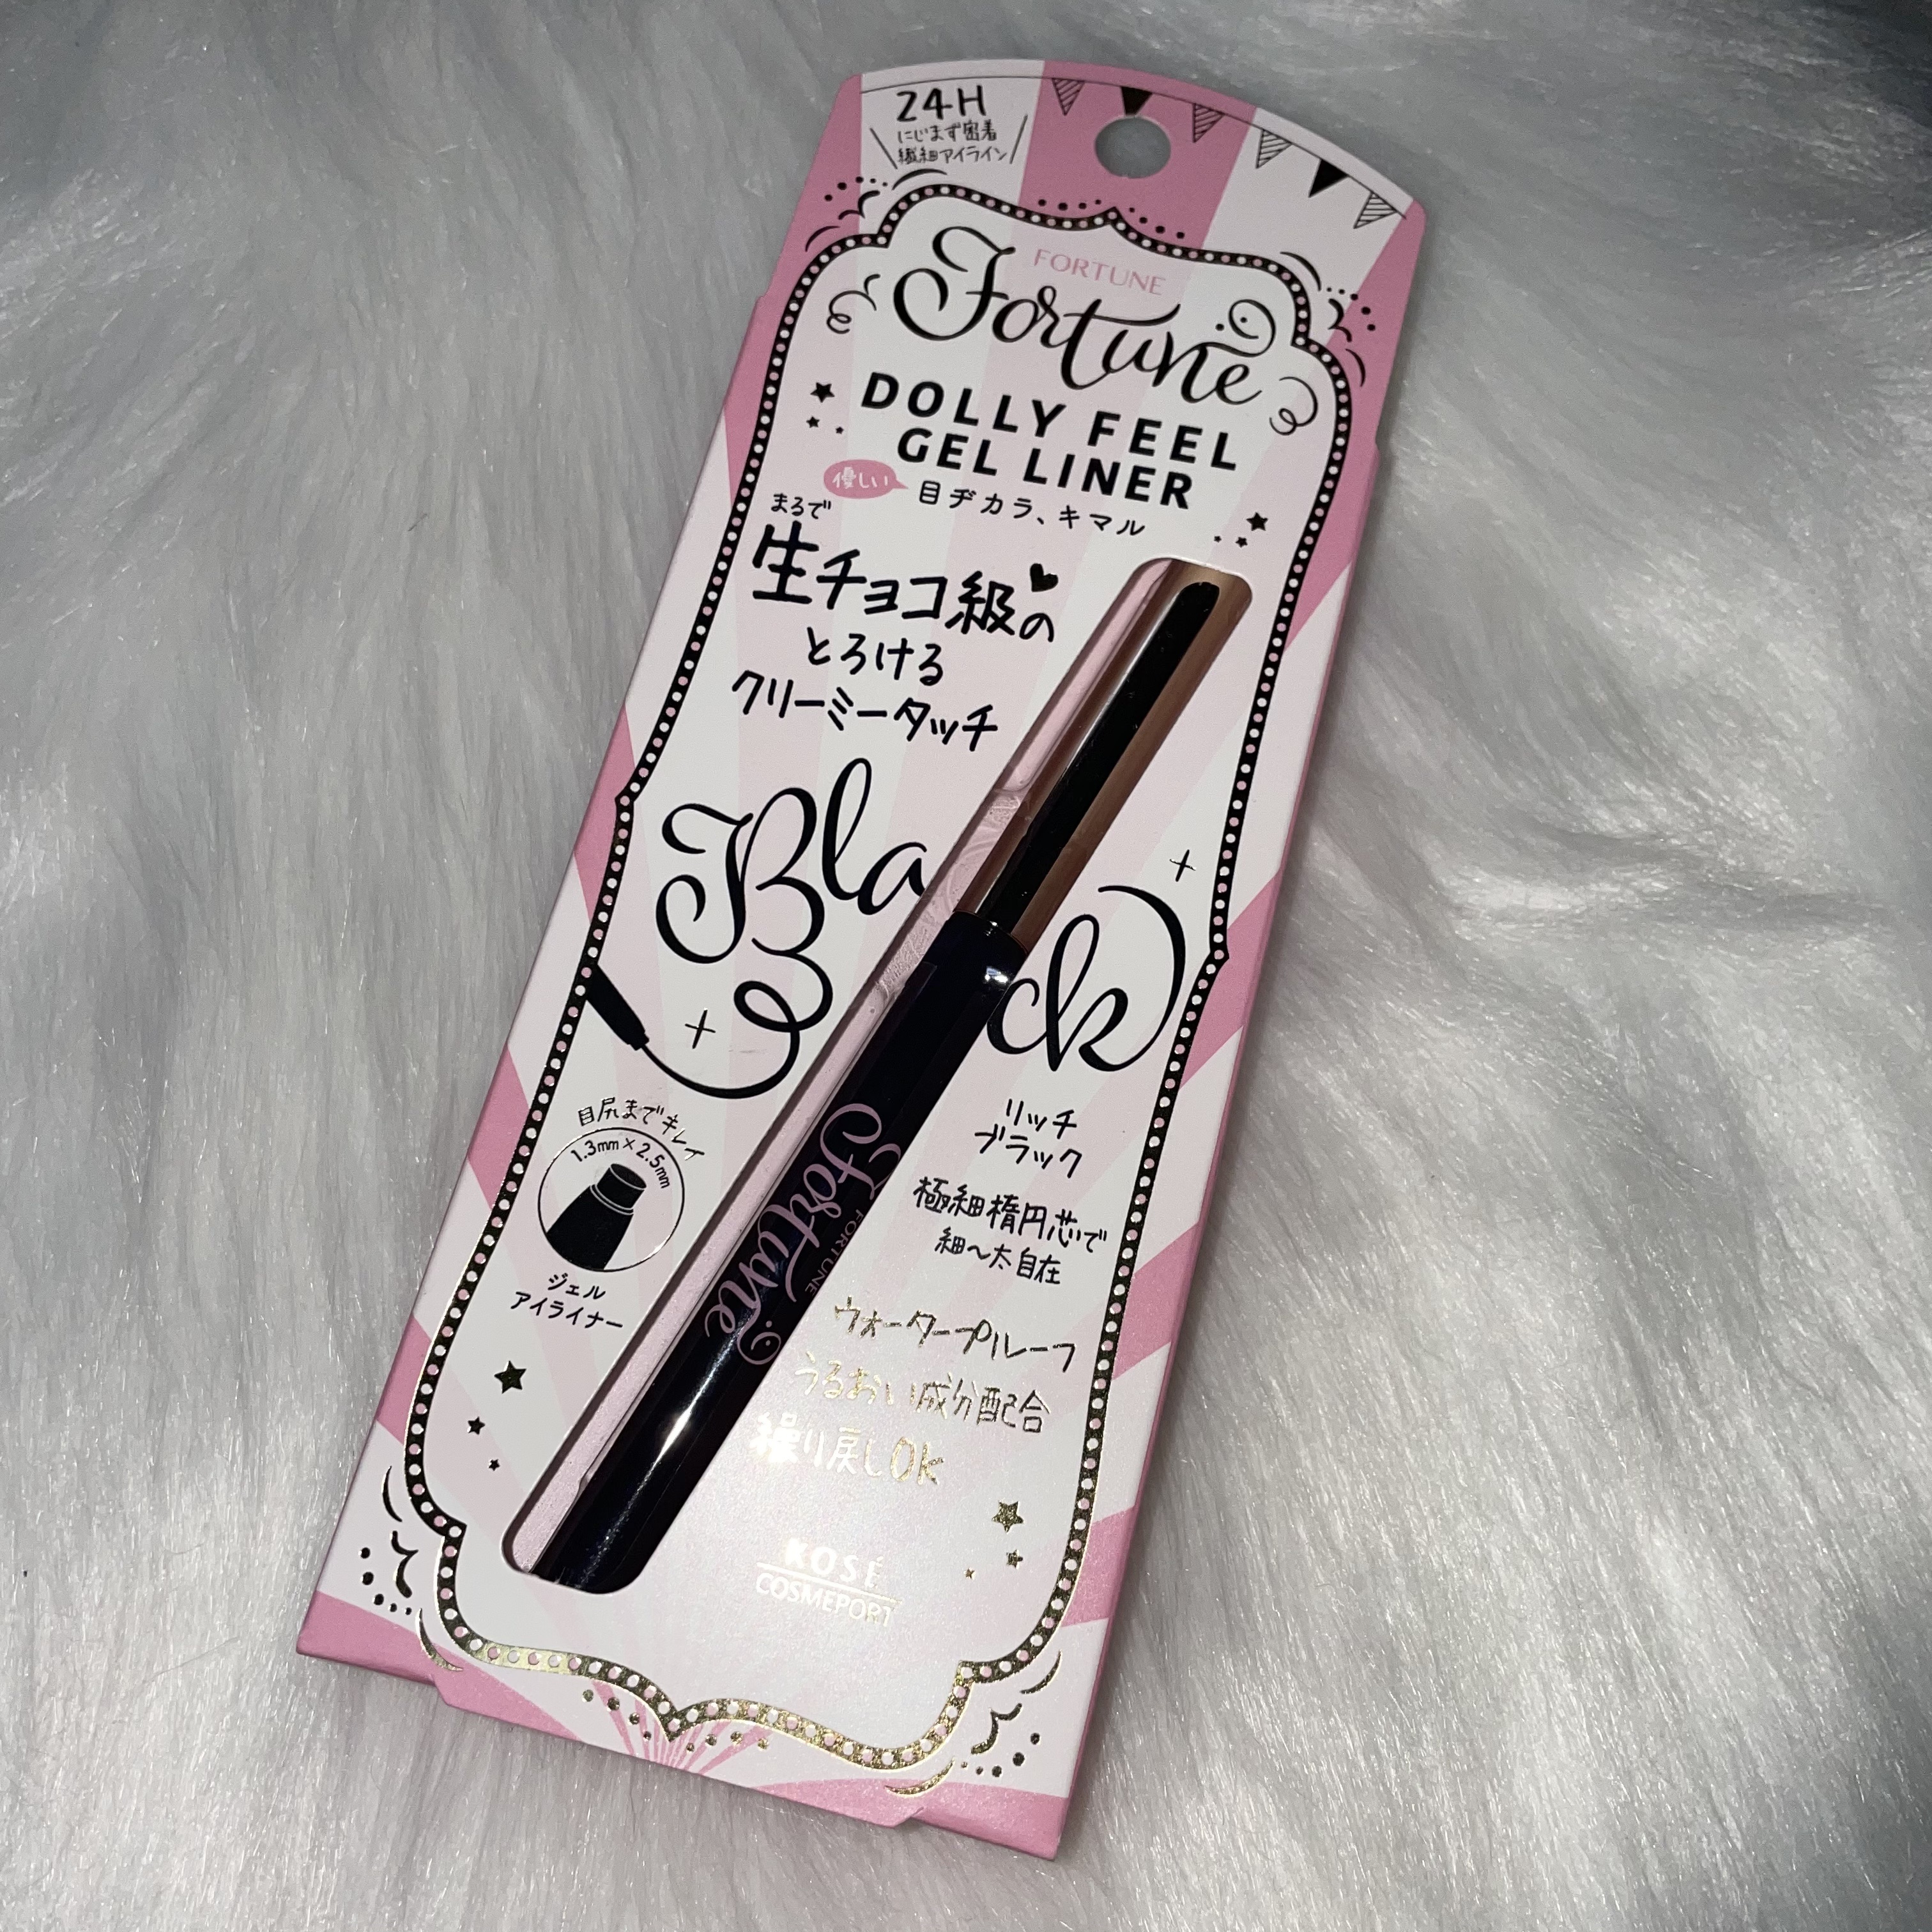 24H
にじまず密着
繊細アイライン
FORTUNE
Fortune
DOLLY FEEL
GEL LINER
優しい
目ヂカラ、キマル
まるで
生チョコ級の
とろける
クリーミータッチ
Black
目尻までキレイ
1.3mm×2.5mm
ジェル
アイライナー
Fortune
FORTUNE
リッチ
ブラック
極細楕円芯で
細〜太自在
ウォータープルーフ
うるおい成分配合
繰り戻しOk
KOSÉ
COSMEPORT